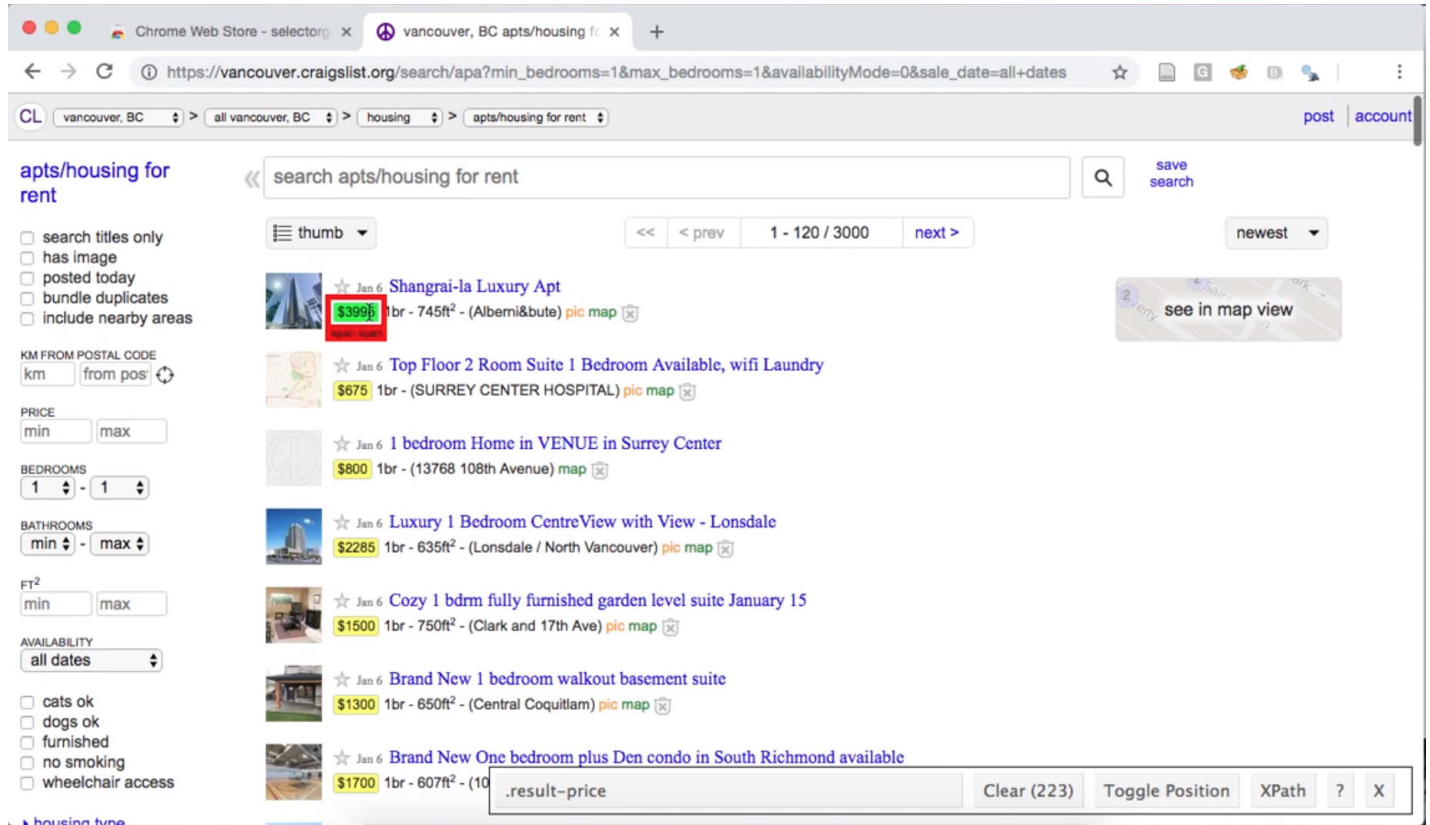 Chrome Web Store - selectorg
vancouver, BC apts/housing fo
https://vancouver.craigslist.org/search/apa?min_bedrooms=1&max_bedrooms=1&availabilityMode=0&sale_date=all+dates
CL vancouver, BC > all vancouver, BC > housing > apts/housing for rent
post account
apts/housing for
rent
search apts/housing for rent
save
search
search titles only
has image
posted today
bundle duplicates
include nearby areas
KM FROM POSTAL CODE
km from pos
PRICE
min max
BEDROOMS
1 - 1
BATHROOMS
min - max
FT²
min max
AVAILABILITY
all dates
cats ok
dogs ok
furnished
no smoking
wheelchair access
housing type
thumb << < prev 1 - 120 / 3000 next > newest
see in map view
Jan 6 Shangrai-la Luxury Apt
$3995 1br - 745ft² - (Alberni&bute) pic map
Jan 6 Top Floor 2 Room Suite 1 Bedroom Available, wifi Laundry
$675 1br - (SURREY CENTER HOSPITAL) pic map
Jan 6 1 bedroom Home in VENUE in Surrey Center
$800 1br - (13768 108th Avenue) map
Jan 6 Luxury 1 Bedroom CentreView with View - Lonsdale
$2285 1br - 635ft² - (Lonsdale / North Vancouver) pic map
Jan 6 Cozy 1 bdrm fully furnished garden level suite January 15
$1500 1br - 750ft² - (Clark and 17th Ave) pic map
Jan 6 Brand New 1 bedroom walkout basement suite
$1300 1br - 650ft² - (Central Coquitlam) pic map
Jan 6 Brand New One bedroom plus Den condo in South Richmond available
$1700 1br - 607ft² - (10
.result-price Clear (223) Toggle Position XPath ? X